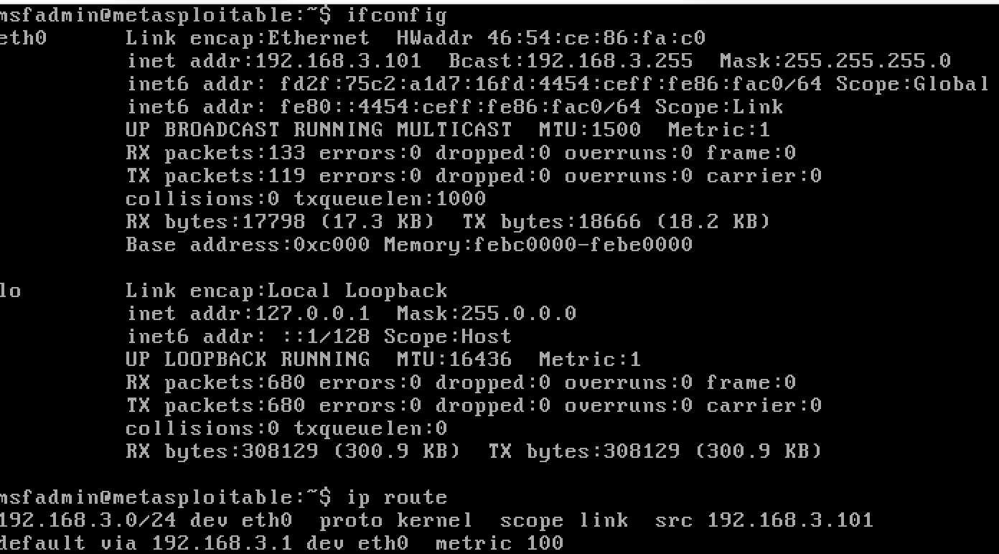 msfadmin@metasploitable:~$ ifconfig
eth0      Link encap:Ethernet  HWaddr 46:54:ce:86:fa:c0
          inet addr:192.168.3.101  Bcast:192.168.3.255  Mask:255.255.255.0
          inet6 addr: fd2f:75c2:a1d7:16fd:4454:ceff:fe86:fac0/64 Scope:Global
          inet6 addr: fe80::4454:ceff:fe86:fac0/64 Scope:Link
          UP BROADCAST RUNNING MULTICAST  MTU:1500  Metric:1
          RX packets:133 errors:0 dropped:0 overruns:0 frame:0
          TX packets:119 errors:0 dropped:0 overruns:0 carrier:0
          collisions:0 txqueuelen:1000
          RX bytes:17798 (17.3 KB)  TX bytes:18666 (18.2 KB)
          Base address:0xc000 Memory:febc0000-febe0000

lo        Link encap:Local Loopback
          inet addr:127.0.0.1  Mask:255.0.0.0
          inet6 addr: ::1/128 Scope:Host
          UP LOOPBACK RUNNING  MTU:16436  Metric:1
          RX packets:680 errors:0 dropped:0 overruns:0 frame:0
          TX packets:680 errors:0 dropped:0 overruns:0 carrier:0
          collisions:0 txqueuelen:0
          RX bytes:308129 (300.9 KB)  TX bytes:308129 (300.9 KB)

msfadmin@metasploitable:~$ ip route
192.168.3.0/24 dev eth0  proto kernel  scope link  src 192.168.3.101
default via 192.168.3.1 dev eth0  metric 100